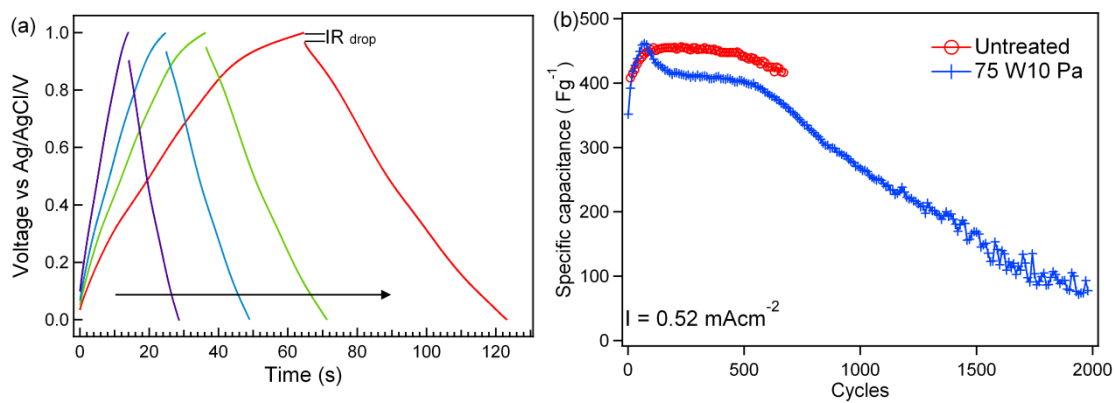 (a)
Voltage vs Ag/AgCl/V
1.0
0.8
0.6
0.4
0.2
0.0
IR drop
0 20 40 60 80 100 120
Time (s)
(b)
Specific capacitance ( Fg-1)
500
400
300
200
100
0
Untreated
75 W10 Pa
I = 0.52 mAcm-2
0 500 1000 1500 2000
Cycles